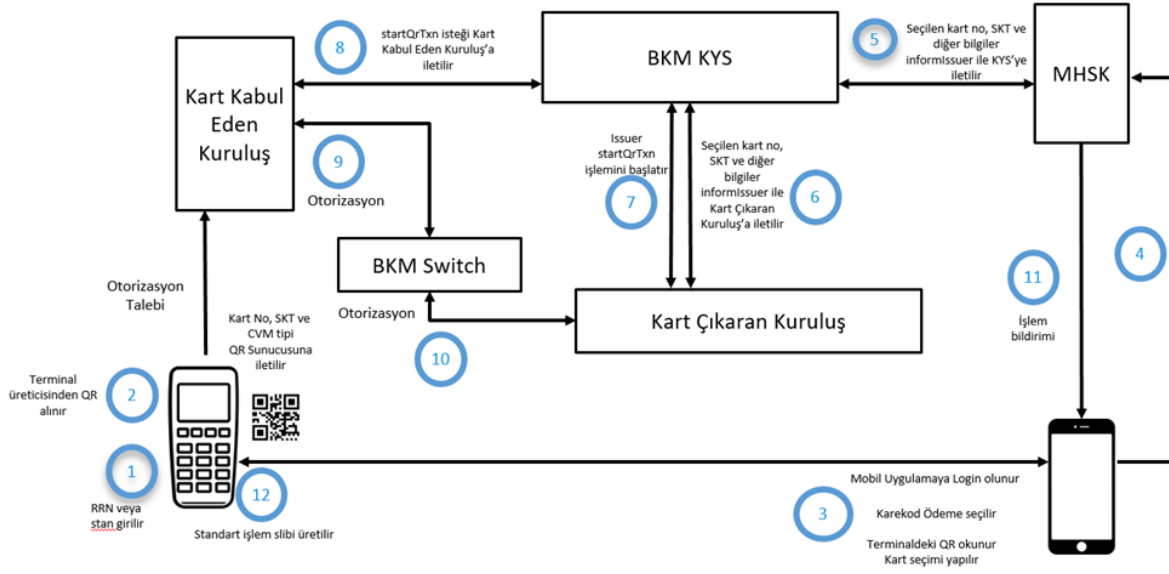 8
startQrTxn isteği Kart
Kabul Eden Kuruluş'a
iletilir
BKM KYS
5
Seçilen kart no, SKT ve
diğer bilgiler
informIssuer ile KYS'ye
iletilir
MHSK
Kart Kabul
Eden
Kuruluş
9
Otorizasyon
Issuer
startQrTxn
işlemini başlatır
7
Seçilen kart no,
SKT ve diğer
bilgiler
informIssuer ile
Kart Çıkaran
Kuruluş'a iletilir
6
4
BKM Switch
11
İşlem
bildirimi
Otorizasyon
Talebi
Otorizasyon
10
Kart Çıkaran Kuruluş
Kart No, SKT ve
CVM tipi
QR Sunucusuna
iletilir
Terminal
üreticisinden QR
alınır
2
1
RRN veya
stan girilir
12
Standart işlem slibi üretilir
3
Mobil Uygulamaya Login olunur
Karekod Ödeme seçilir
Terminaldeki QR okunur
Kart seçimi yapılır